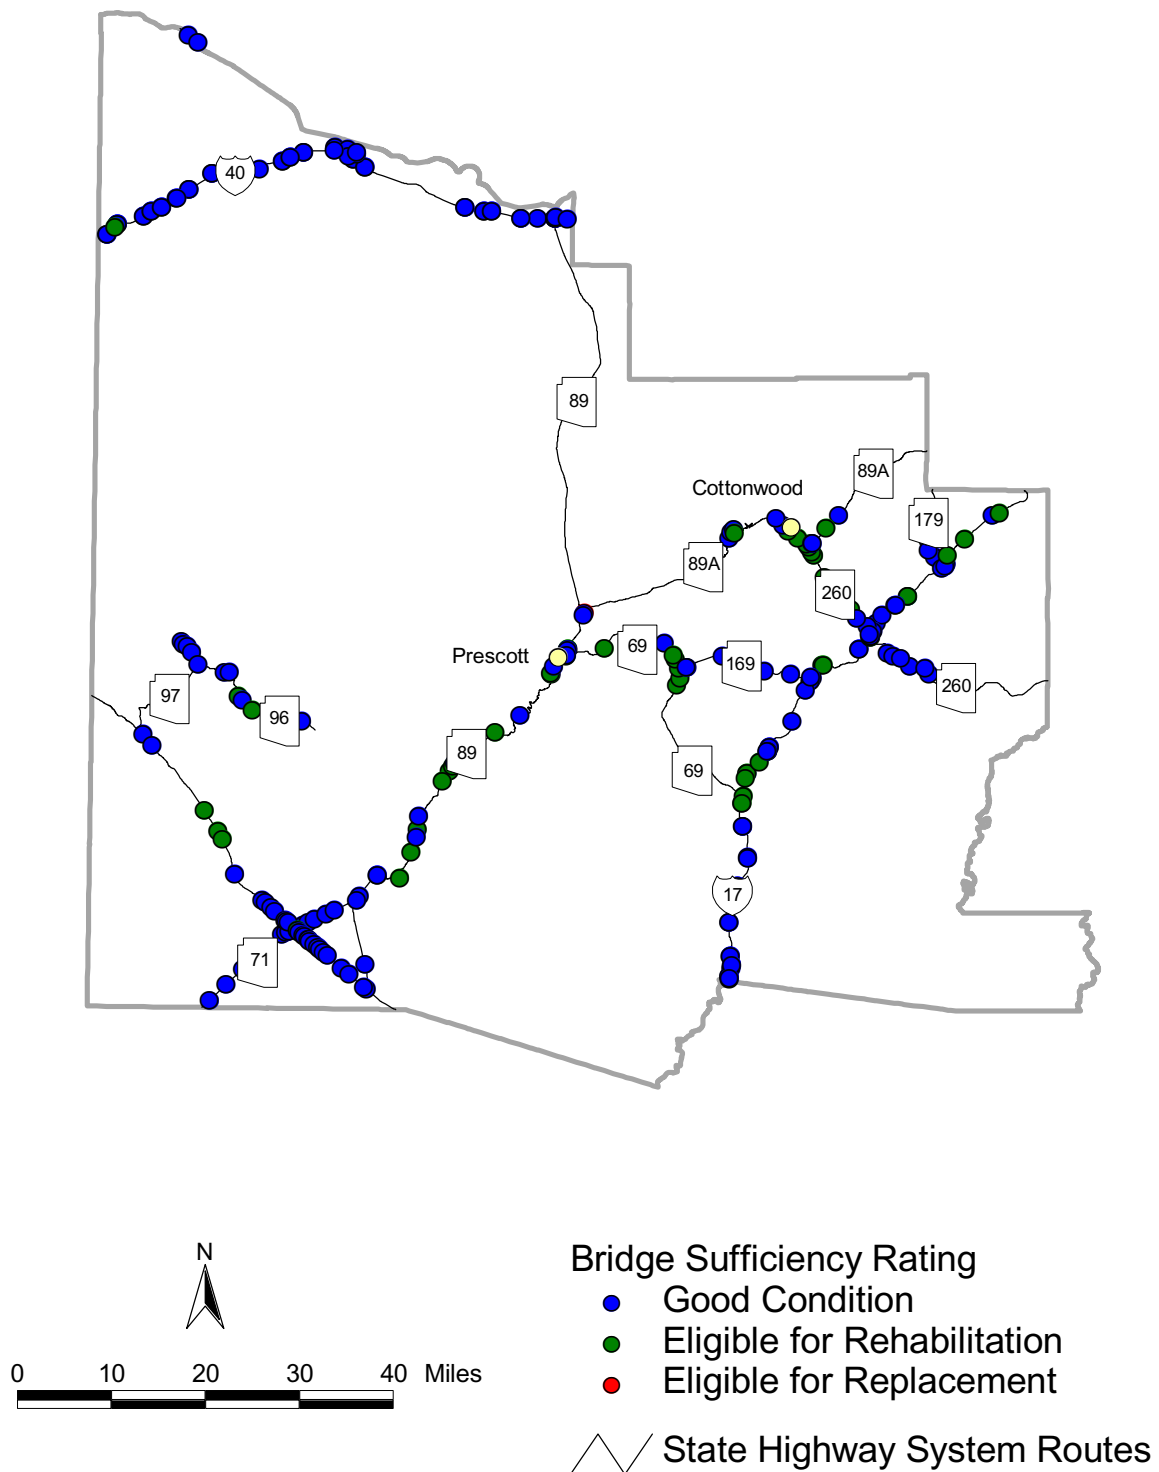 40
89
Cottonwood
89A
179
89A
260
Prescott
69
169
260
97
96
89
69
17
71
N
0 10 20 30 40 Miles
Bridge Sufficiency Rating
Good Condition
Eligible for Rehabilitation
Eligible for Replacement
State Highway System Routes